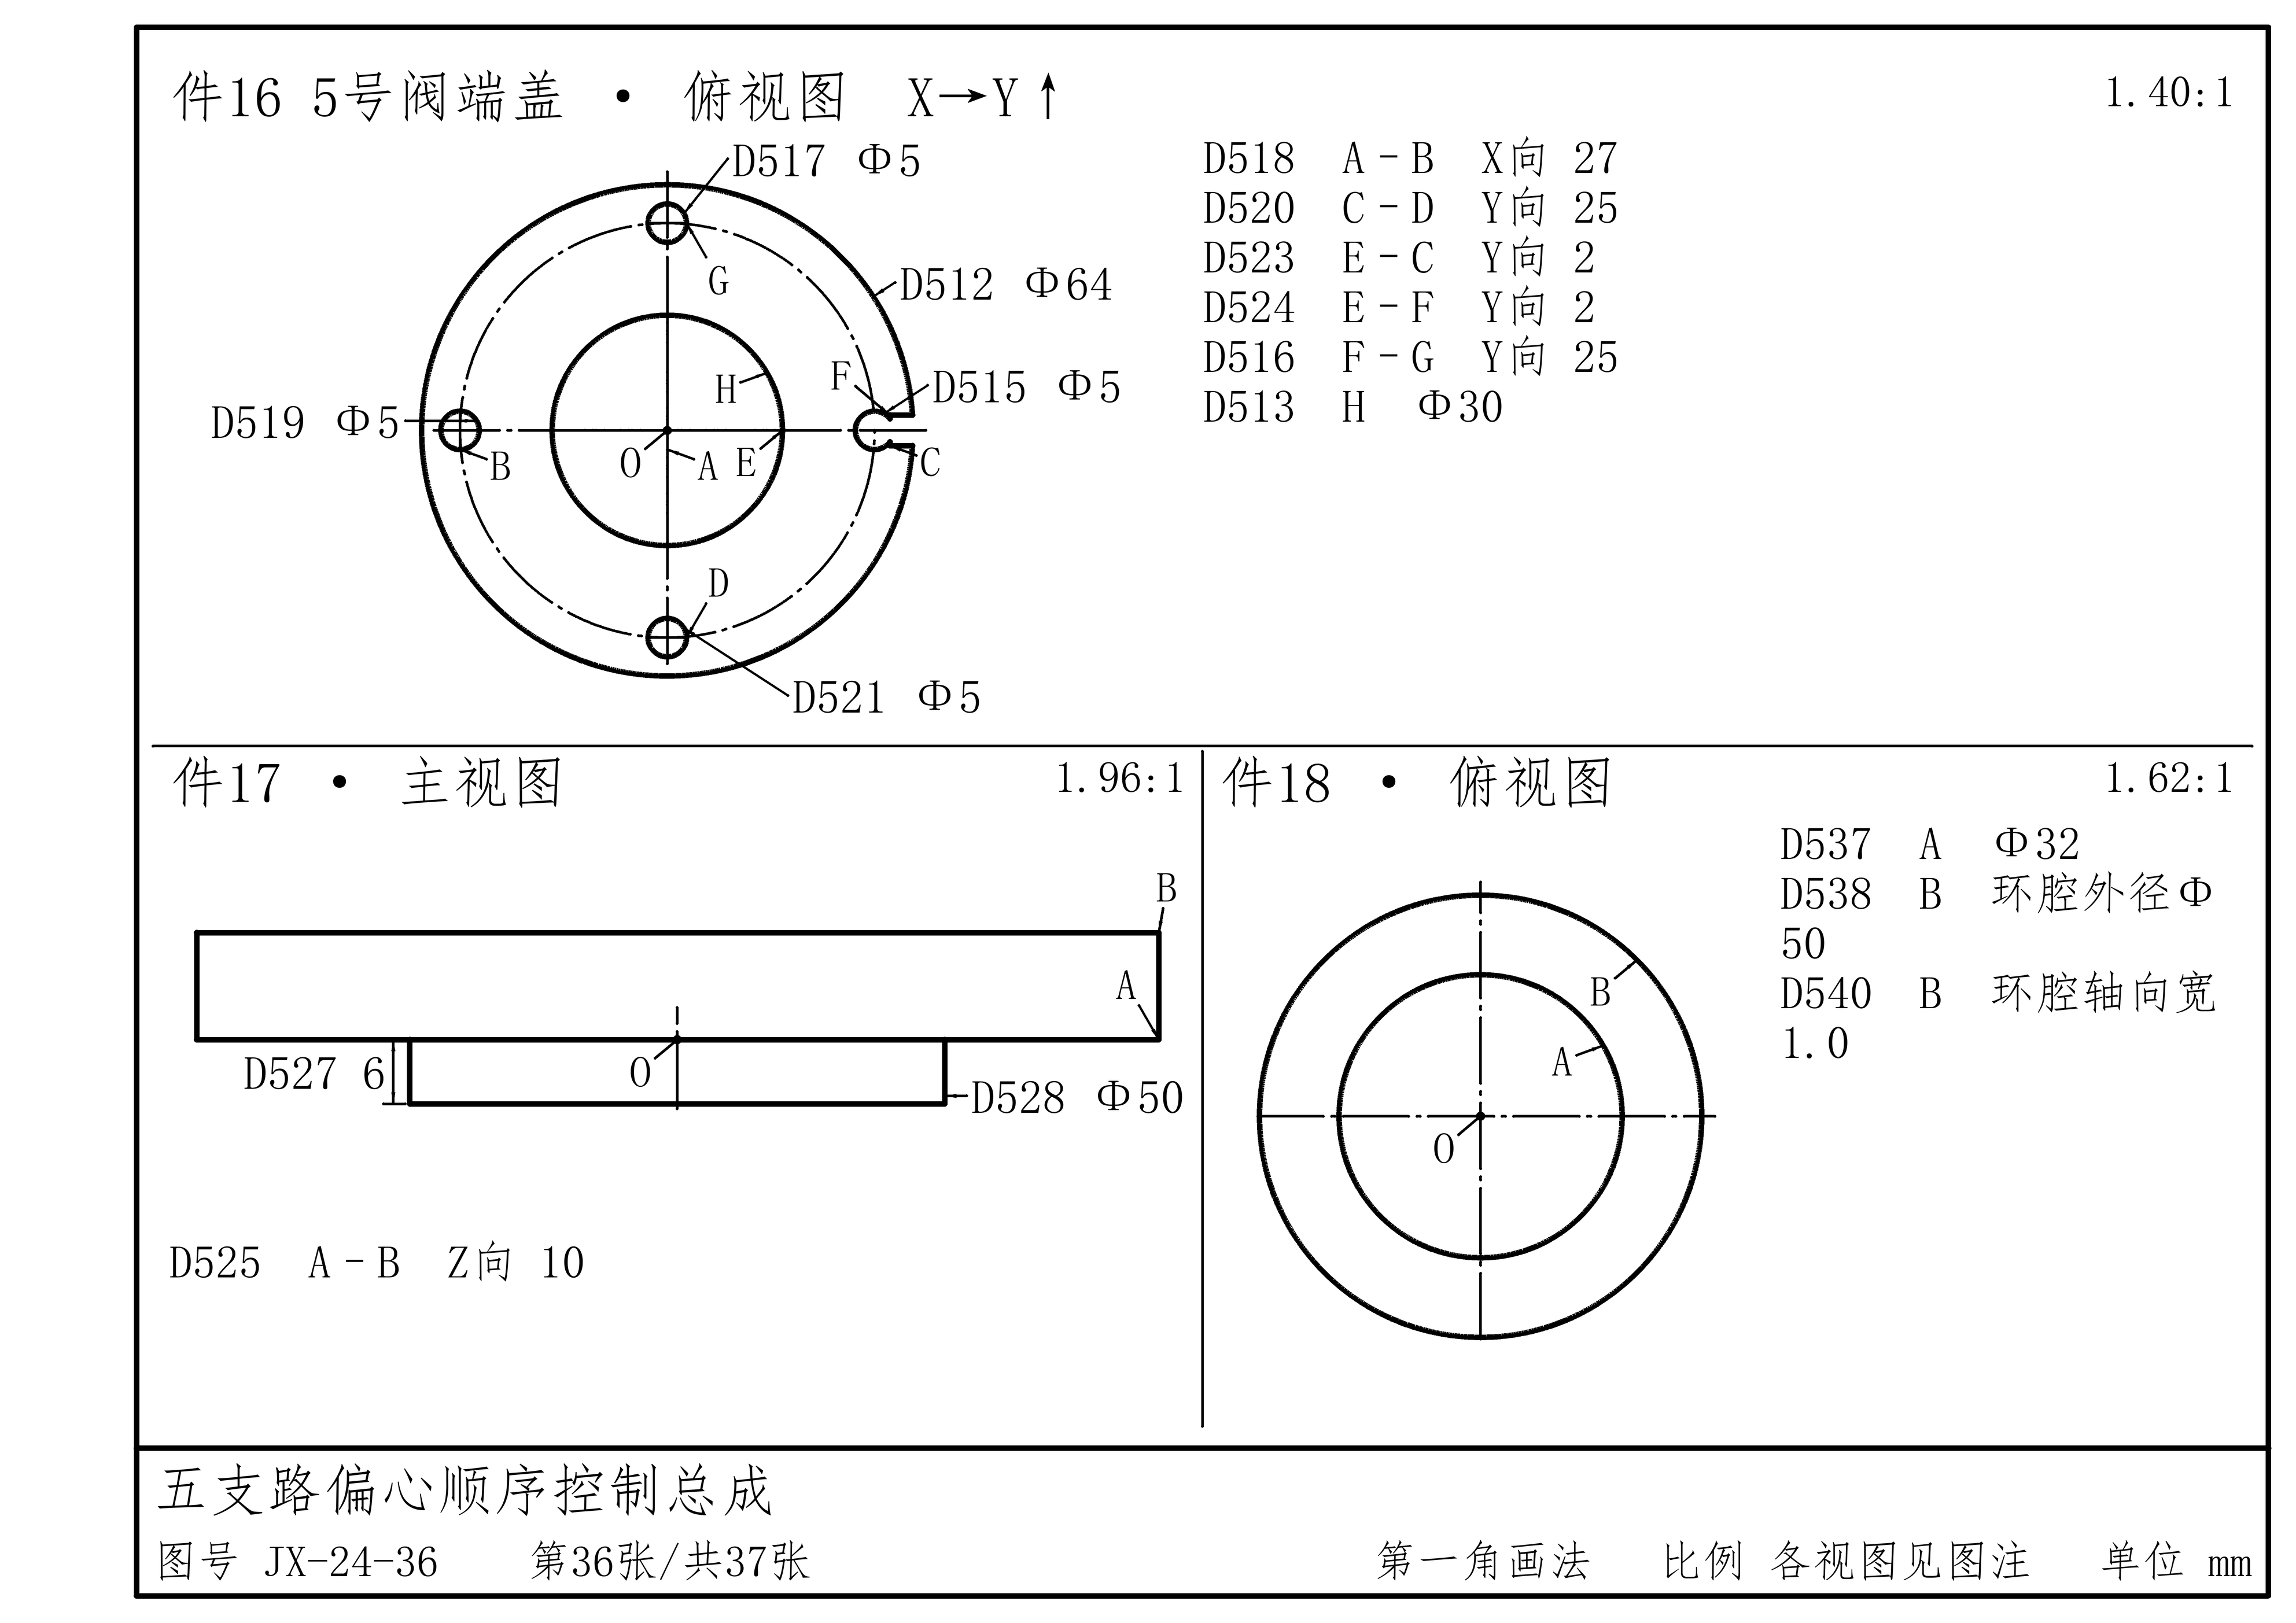 件16 5号阀端盖 · 俯视图 X→Y↑
1.40:1
D517 Φ5
G
D512 Φ64
H
F
D515 Φ5
D519 Φ5
B
O
A
E
C
D
D521 Φ5
D518 A-B X向 27
D520 C-D Y向 25
D523 E-C Y向 2
D524 E-F Y向 2
D516 F-G Y向 25
D513 H Φ30
件17 · 主视图
1.96:1
B
A
D527 6
O
D528 Φ50
D525 A-B Z向 10
件18 · 俯视图
1.62:1
D537 A Φ32
D538 B 环腔外径Φ
50
D540 B 环腔轴向宽
1.0
B
A
O
五支路偏心顺序控制总成
图号 JX-24-36 第36张/共37张 第一角画法 比例 各视图见图注 单位 mm